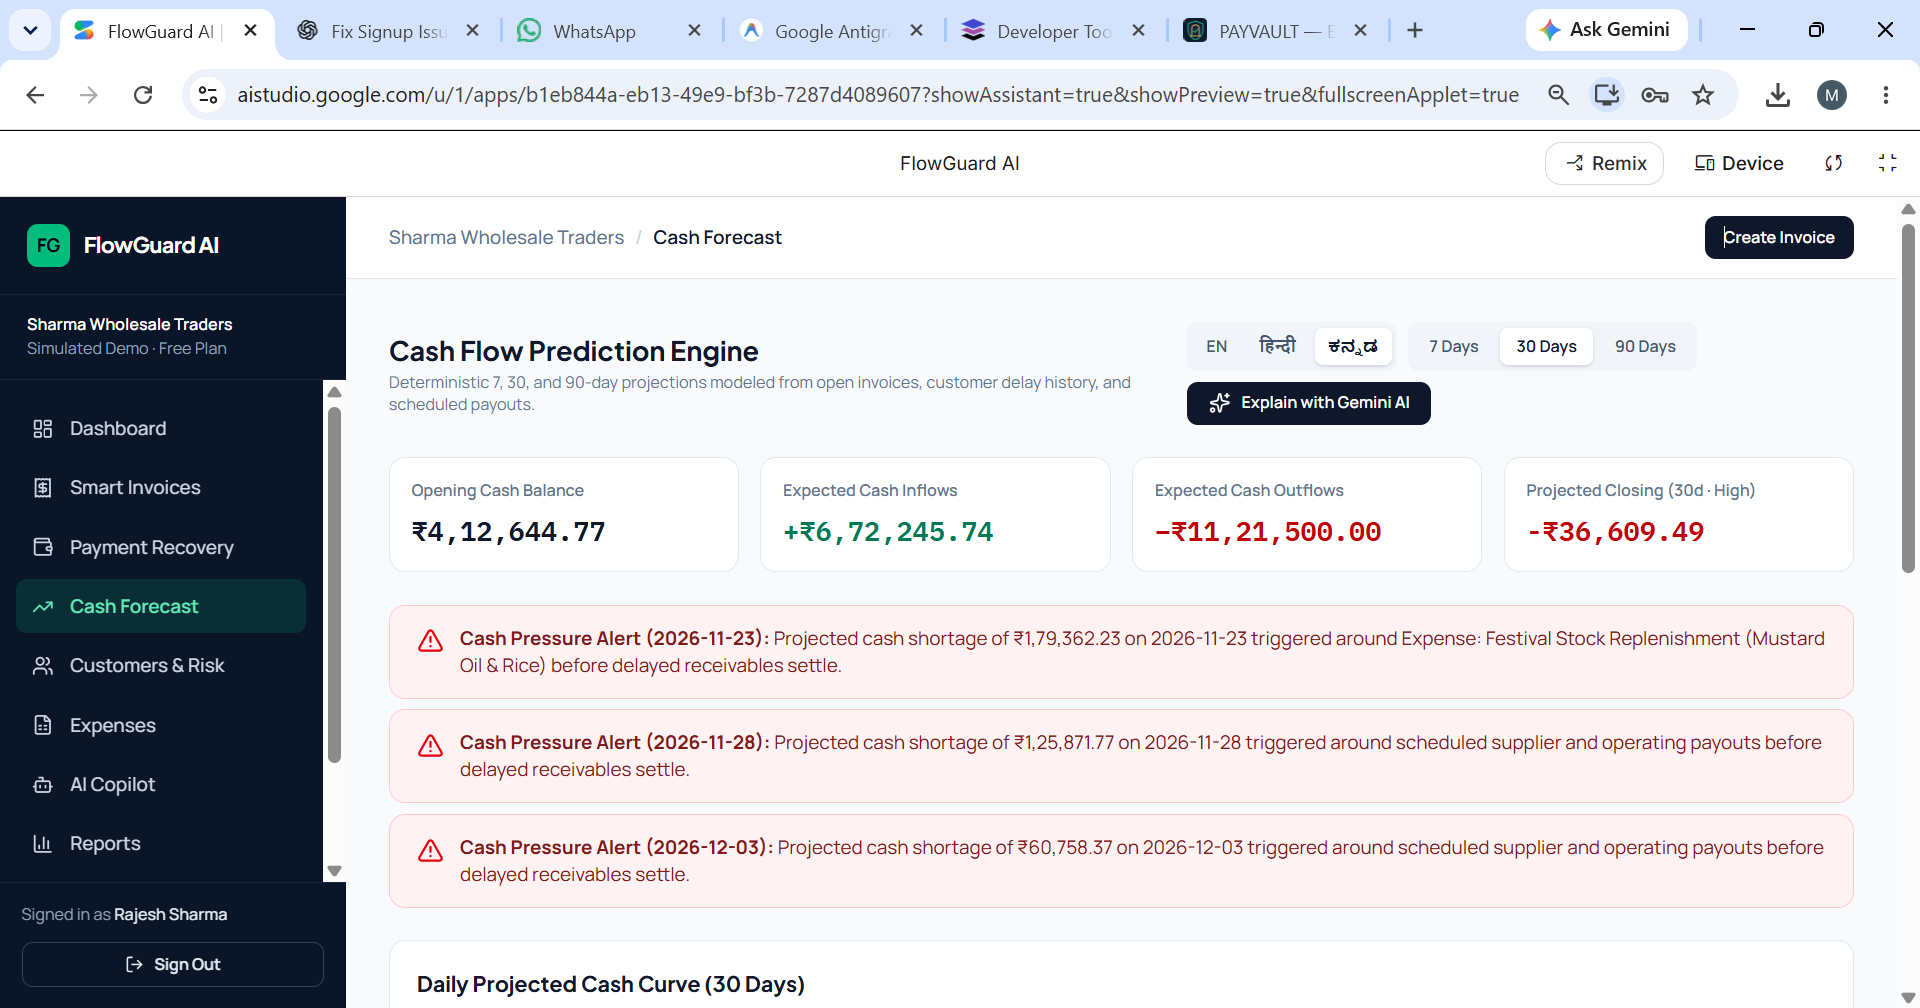 FlowGuard AI
Fix Signup Issu
WhatsApp
Google Antigra
Developer Too
PAYVAULT — E
Ask Gemini
aistudio.google.com/u/1/apps/b1eb844a-eb13-49e9-bf3b-7287d4089607?showAssistant=true&showPreview=true&fullscreenApplet=true
M
FlowGuard AI
Remix
Device
FG
FlowGuard AI
Sharma Wholesale Traders
Simulated Demo · Free Plan
Dashboard
Smart Invoices
Payment Recovery
Cash Forecast
Customers & Risk
Expenses
AI Copilot
Reports
Signed in as Rajesh Sharma
Sign Out
Sharma Wholesale Traders / Cash Forecast
Create Invoice
Cash Flow Prediction Engine
Deterministic 7, 30, and 90-day projections modeled from open invoices, customer delay history, and
scheduled payouts.
EN हिन्दी ಕನ್ನಡ
7 Days 30 Days 90 Days
Explain with Gemini AI
Opening Cash Balance
₹4,12,644.77
Expected Cash Inflows
+₹6,72,245.74
Expected Cash Outflows
−₹11,21,500.00
Projected Closing (30d · High)
-₹36,609.49
Cash Pressure Alert (2026-11-23): Projected cash shortage of ₹1,79,362.23 on 2026-11-23 triggered around Expense: Festival Stock Replenishment (Mustard
Oil & Rice) before delayed receivables settle.
Cash Pressure Alert (2026-11-28): Projected cash shortage of ₹1,25,871.77 on 2026-11-28 triggered around scheduled supplier and operating payouts before
delayed receivables settle.
Cash Pressure Alert (2026-12-03): Projected cash shortage of ₹60,758.37 on 2026-12-03 triggered around scheduled supplier and operating payouts before
delayed receivables settle.
Daily Projected Cash Curve (30 Days)